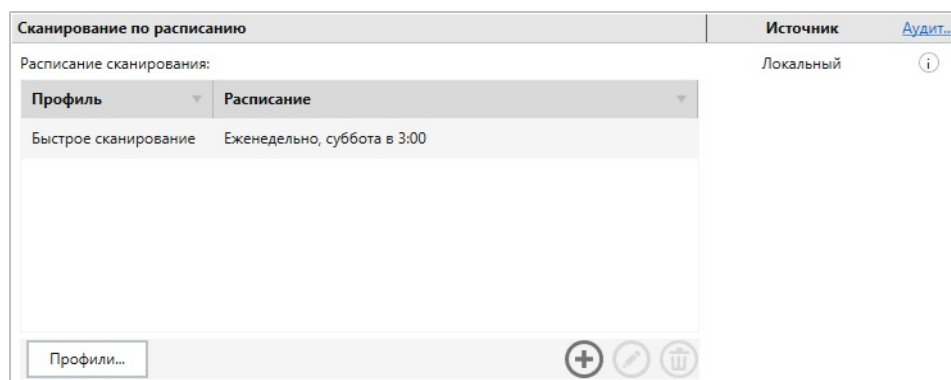 Сканирование по расписанию Источник Аудит...
Расписание сканирования: Локальный
Профиль Расписание
Быстрое сканирование Еженедельно, суббота в 3:00
Профили...